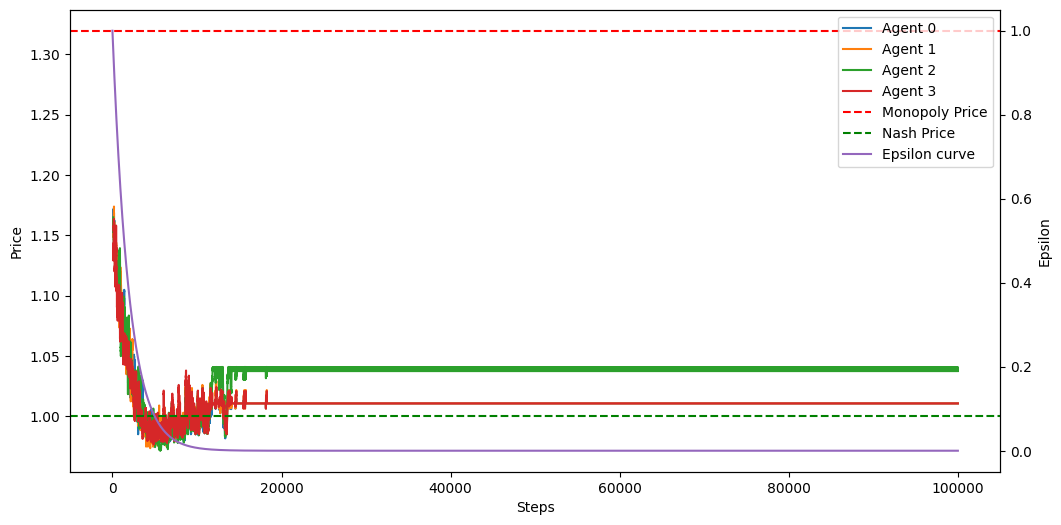 Agent 0
Agent 1
Agent 2
Agent 3
Monopoly Price
Nash Price
Epsilon curve
1.30
1.25
1.20
1.15
1.10
1.05
1.00
Price
1.0
0.8
0.6
0.4
0.2
0.0
Epsilon
0
20000
40000
60000
80000
100000
Steps